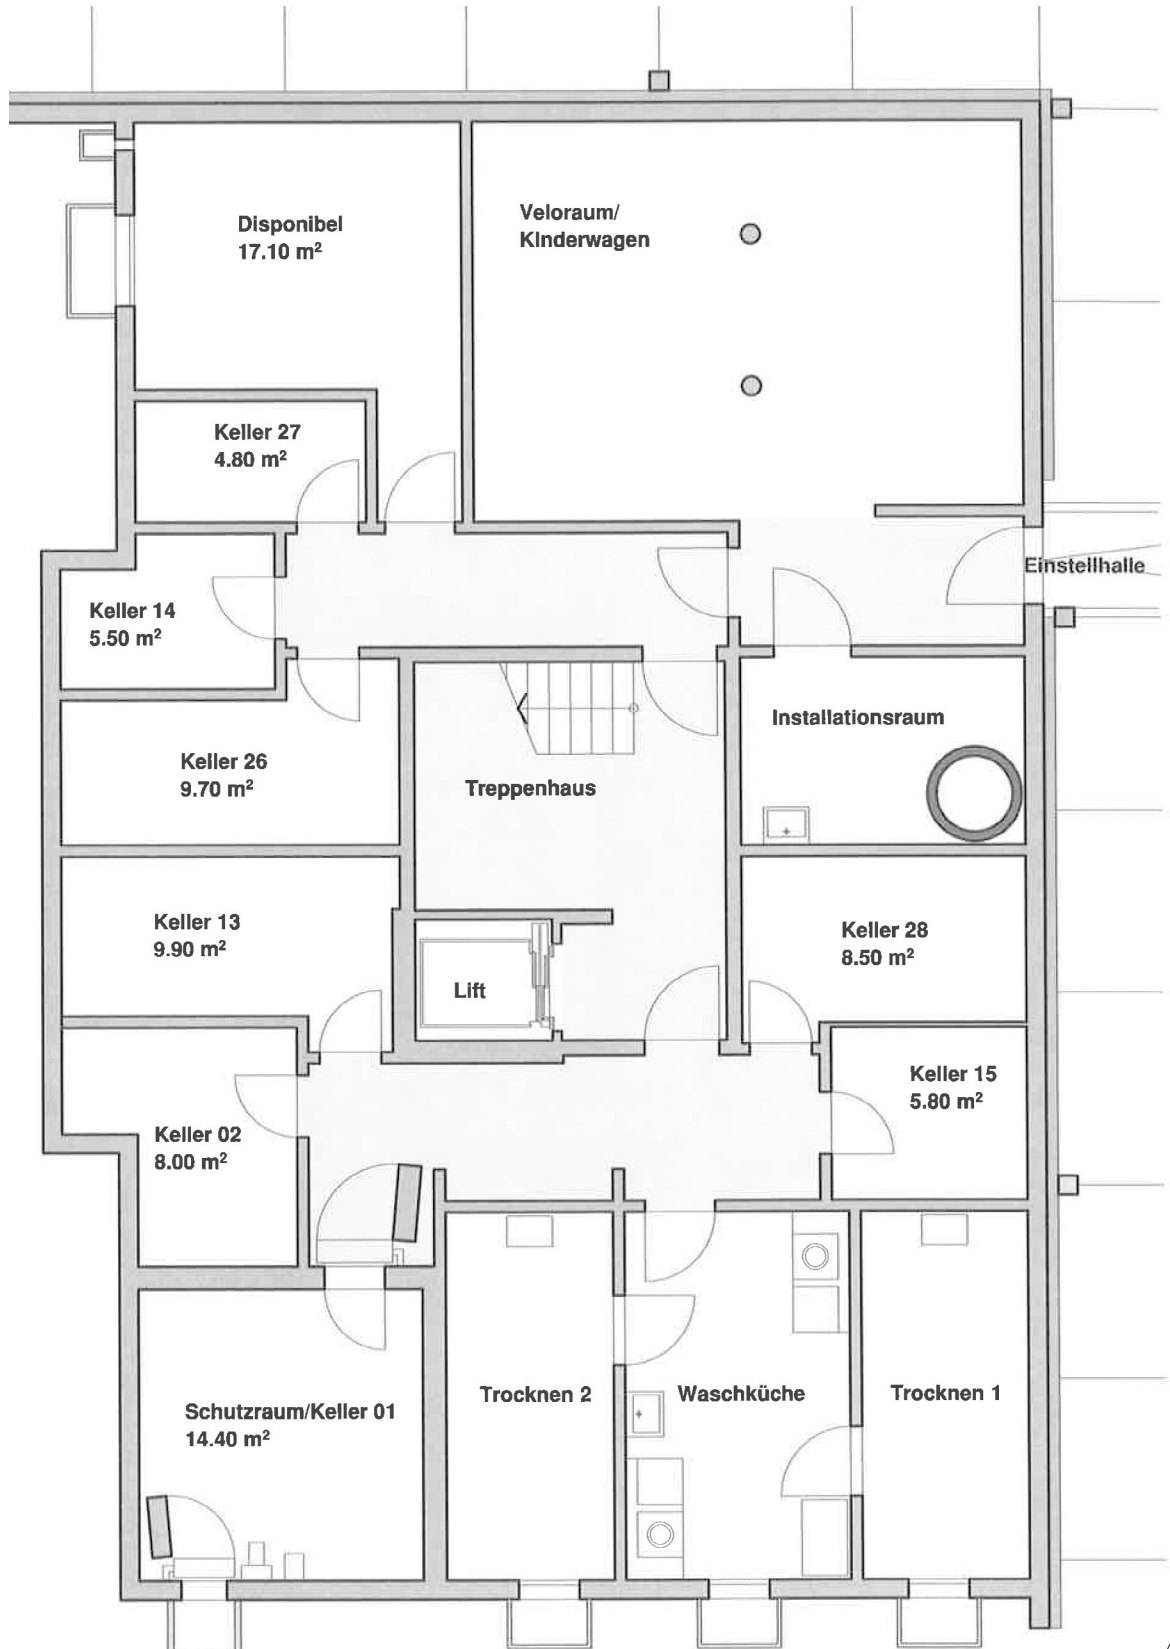 Disponibel
17.10 m²
Veloraum/
Kinderwagen
Keller 27
4.80 m²
Einstellhalle
Keller 14
5.50 m²
Installationsraum
Keller 26
9.70 m²
Treppenhaus
Keller 13
9.90 m²
Keller 28
8.50 m²
Lift
Keller 15
5.80 m²
Keller 02
8.00 m²
Trocknen 2
Waschküche
Trocknen 1
Schutzraum/Keller 01
14.40 m²